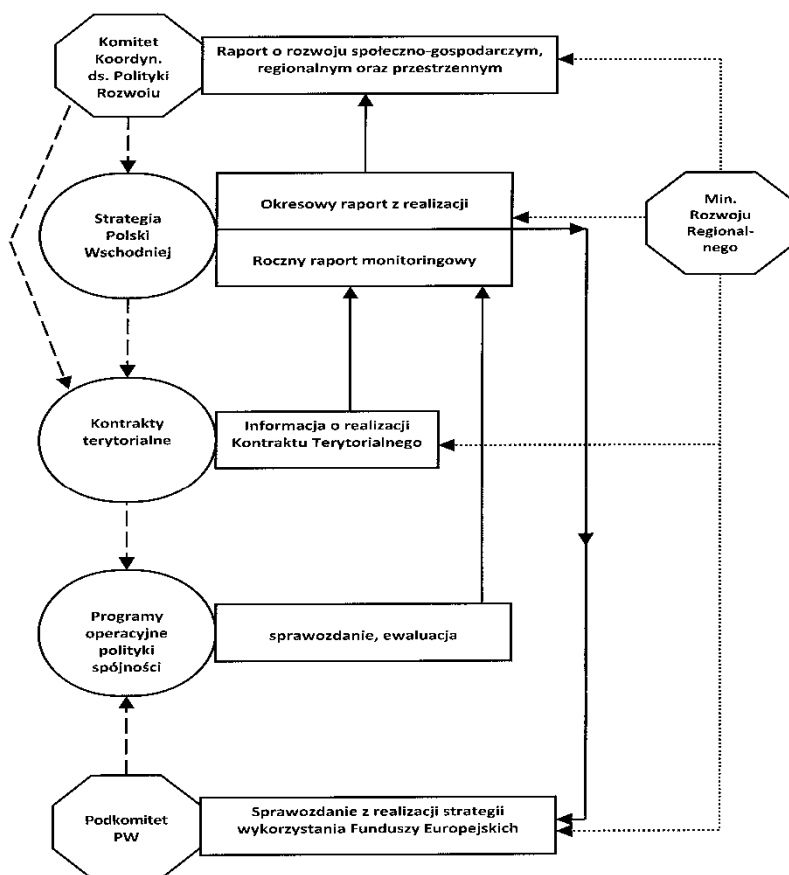 Komitet
Koordyn.
ds. Polityki
Rozwoiu
Raport o rozwoju społeczno-gospodarczym,
regionalnym oraz przestrzennym
Strategia
Polski
Wschodniej
Okresowy raport z realizacji
Roczny raport monitoringowy
Min.
Rozwoju
Regional-
nego
Kontrakty
terytorialne
Informacja o realizacji
Kontraktu Terytorialnego
Programy
operacyjne
polityki
spójności
sprawozdanie, ewaluacja
Podkomitet
PW
Sprawozdanie z realizacji strategii
wykorzystania Funduszy Europejskich